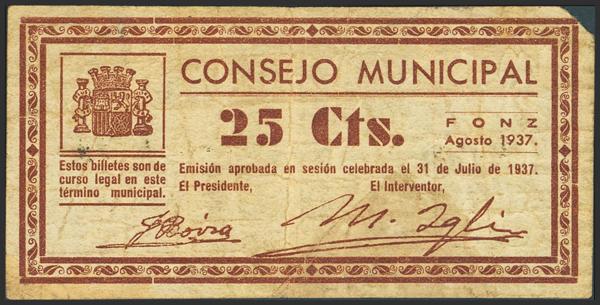 CONSEJO MUNICIPAL
25 Cts.
FONZ
Agosto 1937.
Estos billetes son de
curso legal en este
término municipal.
Emisión aprobada en sesión celebrada el 31 de Julio de 1937.
El Presidente,
El Interventor,